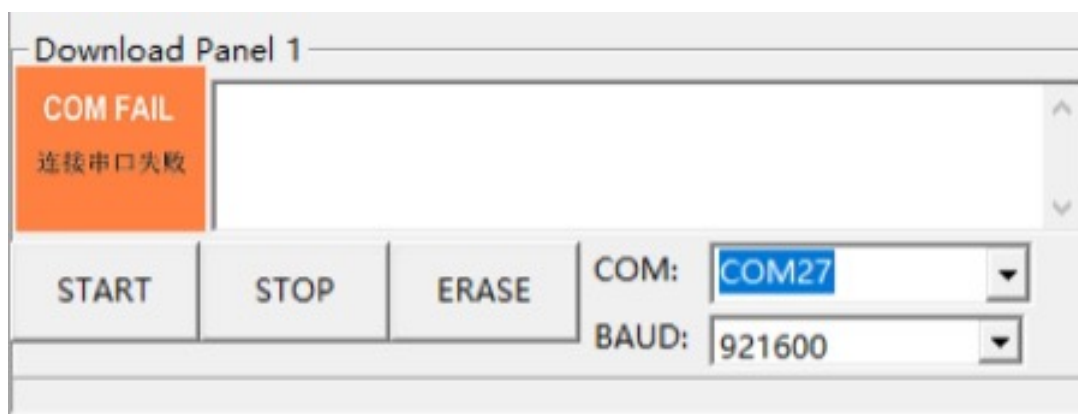 Download Panel 1
COM FAIL
连接串口失败
START
STOP
ERASE
COM:
COM27
BAUD:
921600